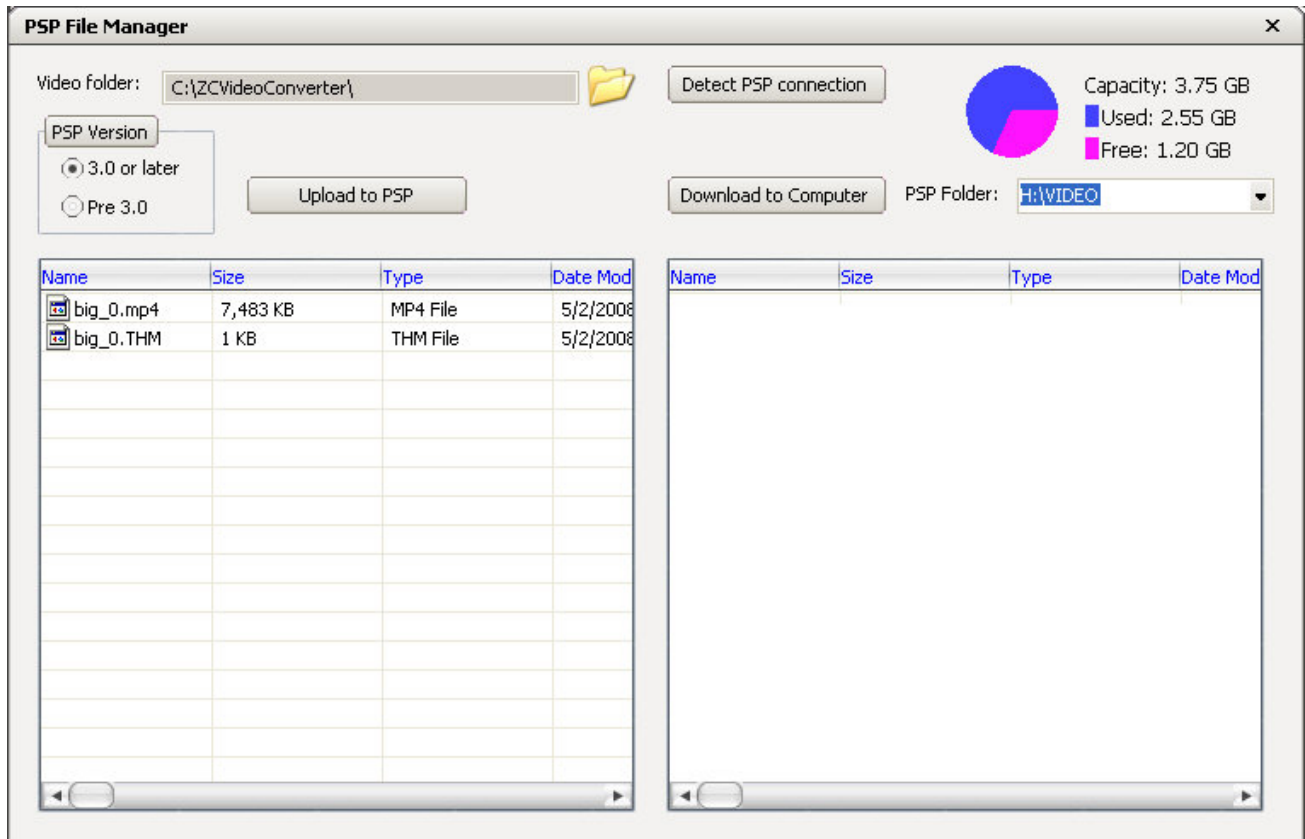 PSP File Manager
Video folder: C:\ZCVideoConverter\
Detect PSP connection
Capacity: 3.75 GB
Used: 2.55 GB
Free: 1.20 GB
PSP Version
3.0 or later
Pre 3.0
Upload to PSP
Download to Computer
PSP Folder: H:\VIDEO
Name Size Type Date Mod
big_0.mp4 7,483 KB MP4 File 5/2/2008
big_0.THM 1 KB THM File 5/2/2008
Name Size Type Date Mod